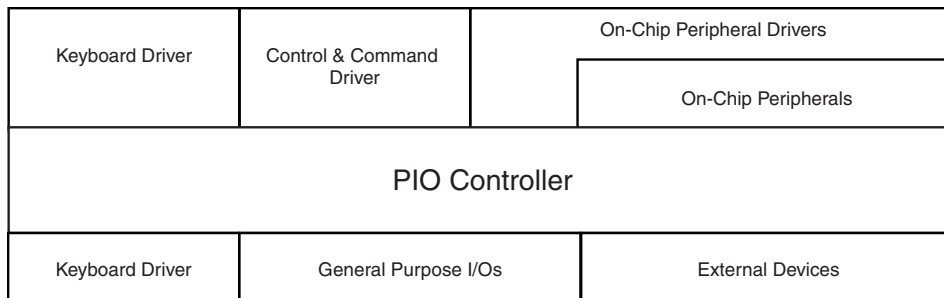 Keyboard Driver
Control & Command
Driver
On-Chip Peripheral Drivers
On-Chip Peripherals
PIO Controller
Keyboard Driver
General Purpose I/Os
External Devices